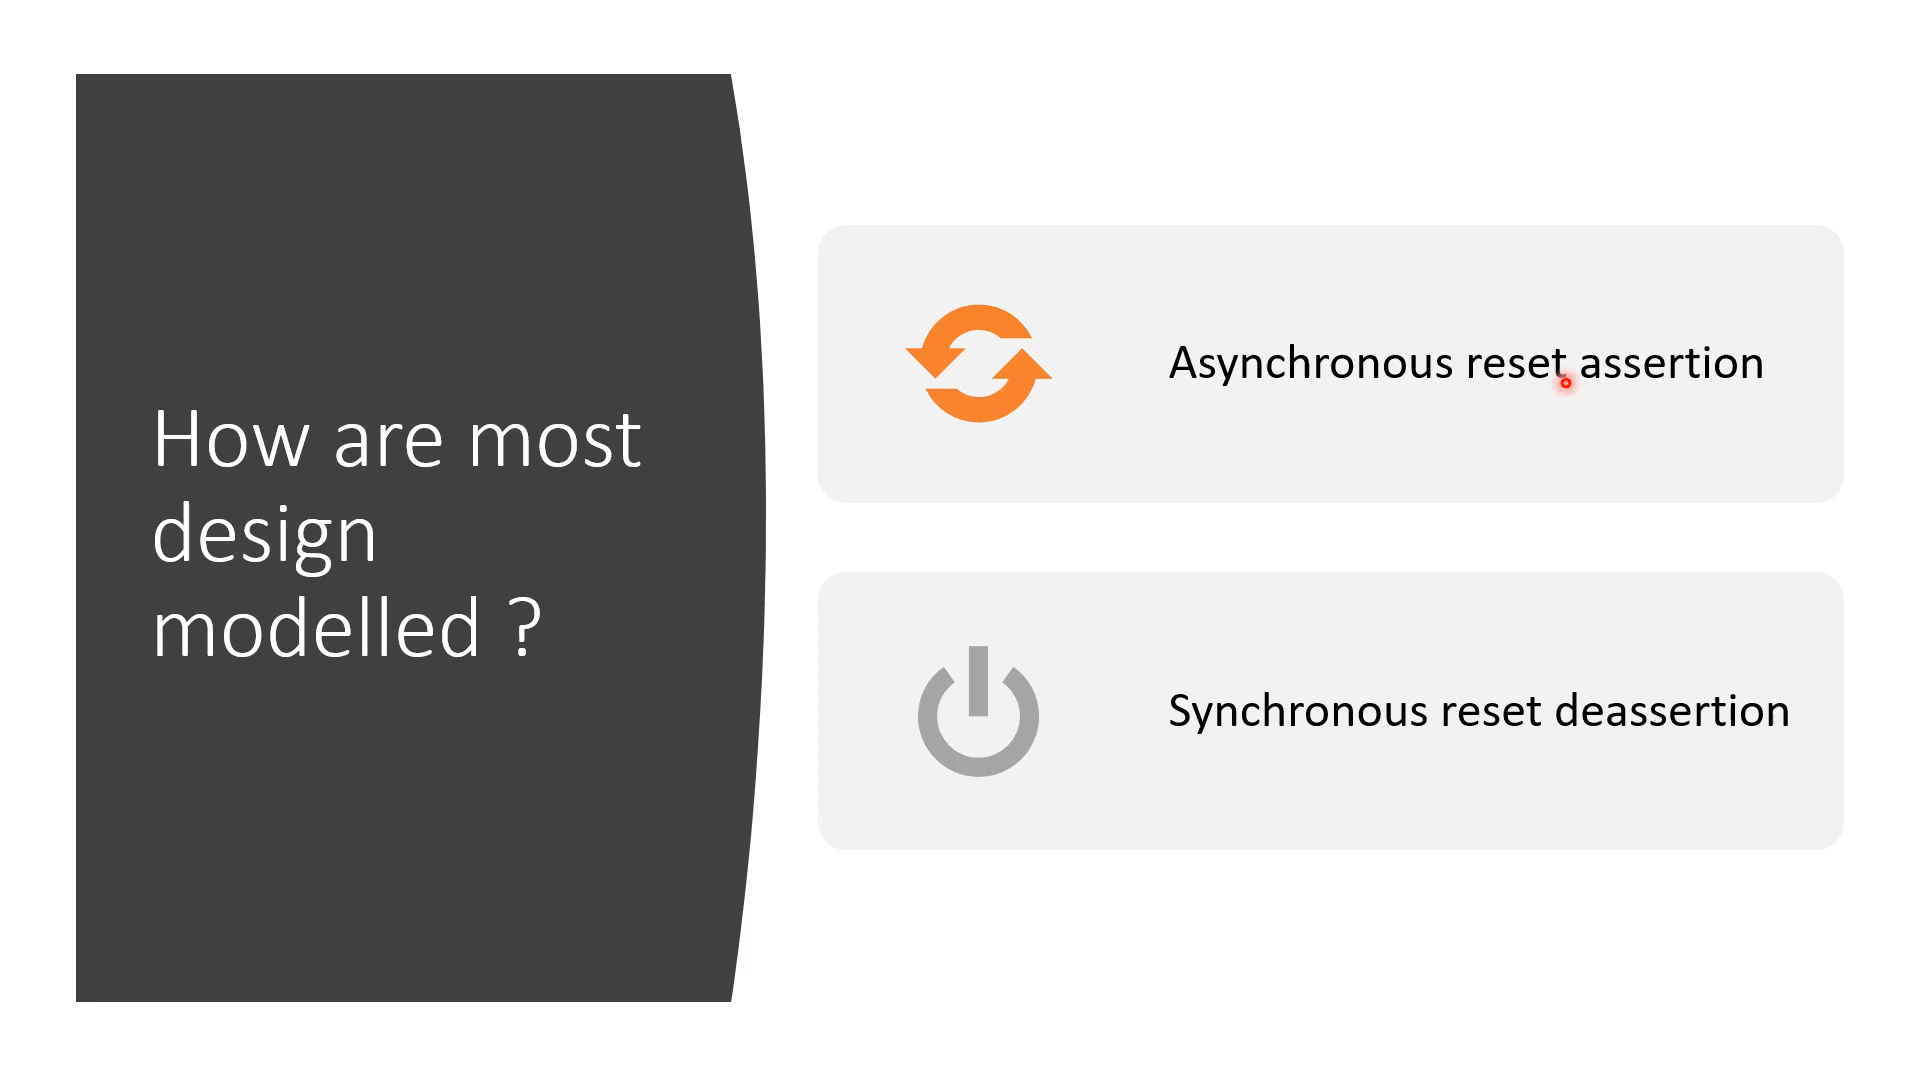 How are most
design
modelled ?
Asynchronous reset assertion
Synchronous reset deassertion